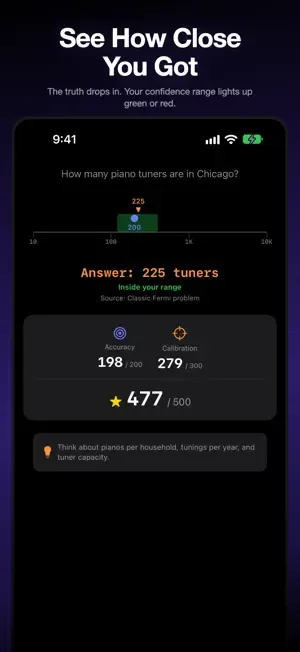 See How Close
You Got
The truth drops in. Your confidence range lights up
green or red.
9:41
How many piano tuners are in Chicago?
225
200
10 100 1K 10K
Answer: 225 tuners
Inside your range
Source: Classic Fermi problem
Accuracy Calibration
198 / 200 279 / 300
477 / 500
Think about pianos per household, tunings per year, and
tuner capacity.